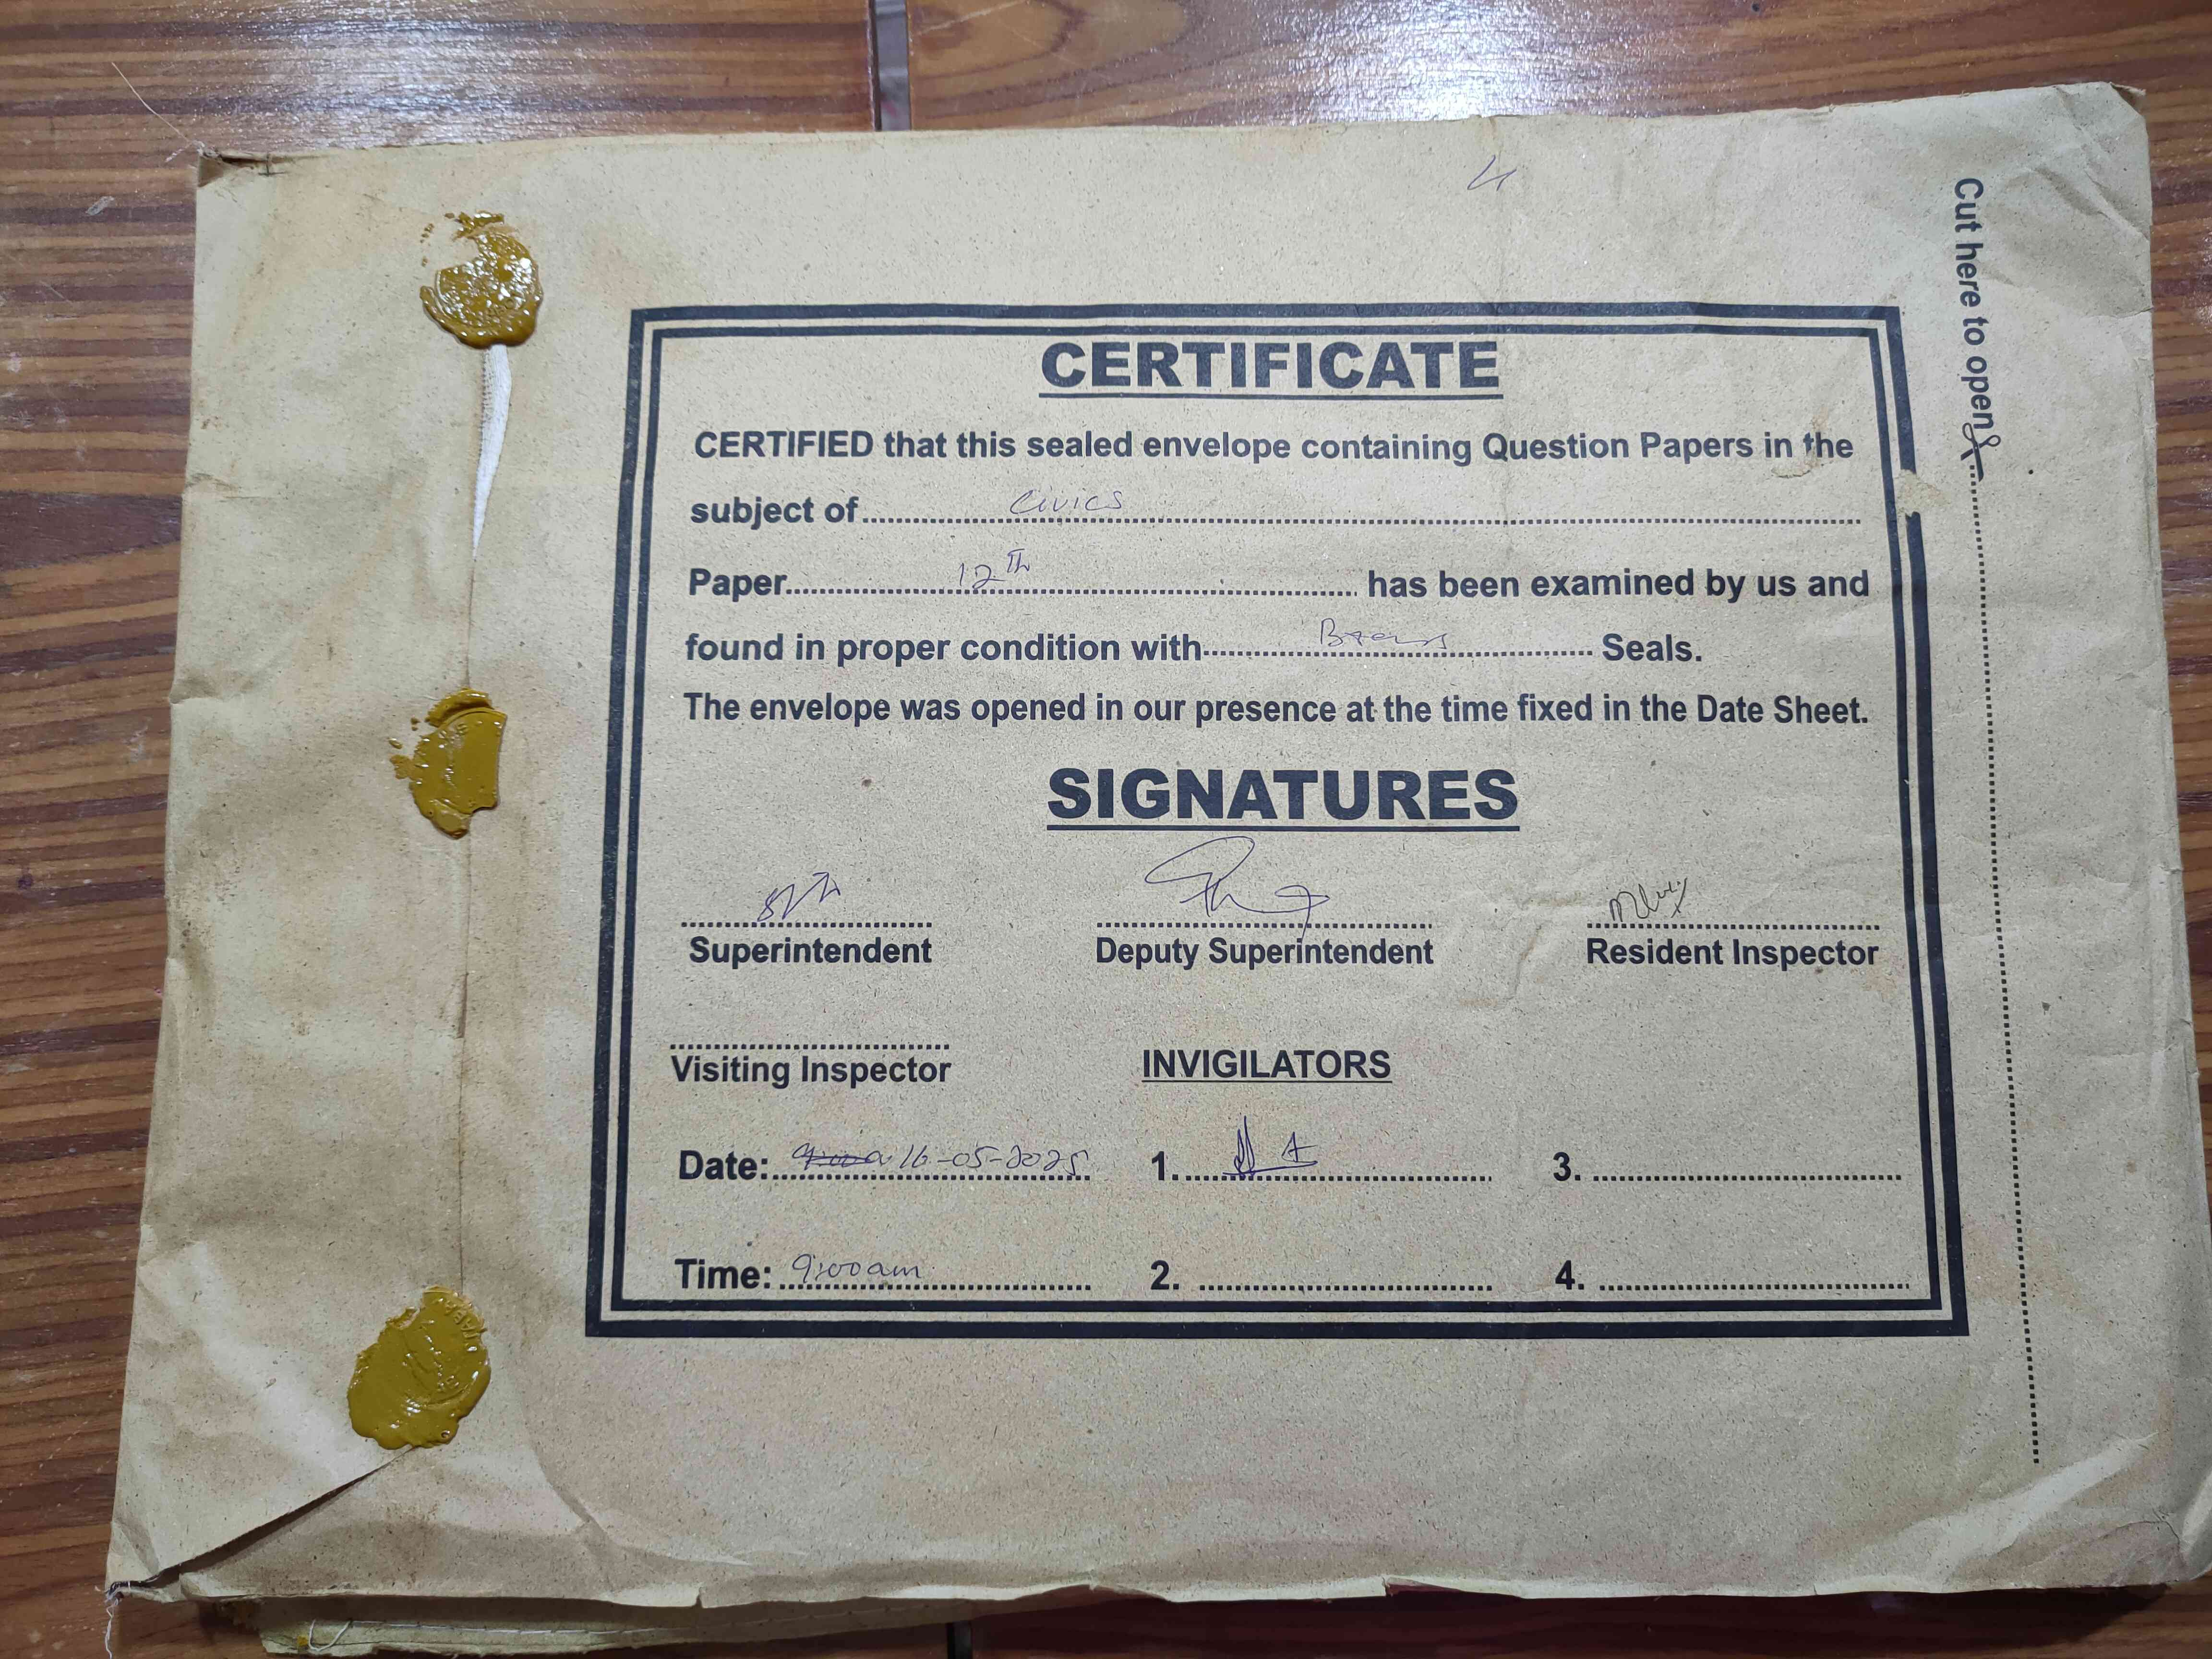 4
Cut here to open
CERTIFICATE
CERTIFIED that this sealed envelope containing Question Papers in the
subject of Civics
Paper 12th has been examined by us and
found in proper condition with Seals.
The envelope was opened in our presence at the time fixed in the Date Sheet.
SIGNATURES
Superintendent Deputy Superintendent Resident Inspector
Visiting Inspector INVIGILATORS
Date: 16-05-2025 1. 3.
Time: 9:00am 2. 4.